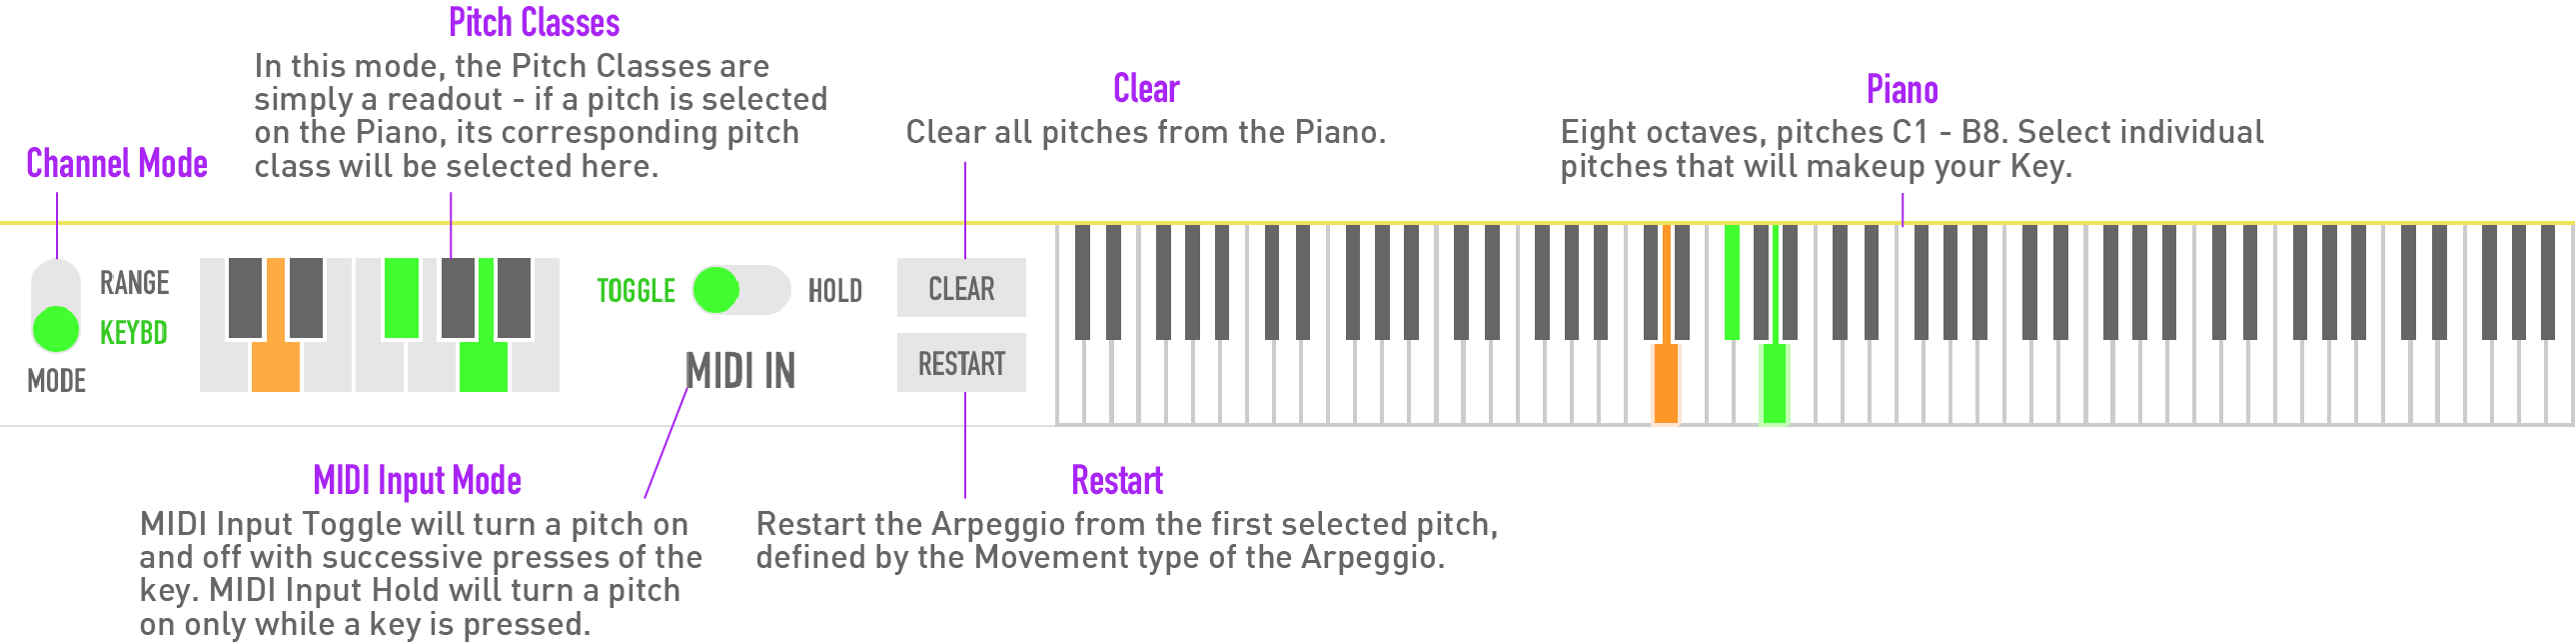 Pitch Classes
In this mode, the Pitch Classes are
simply a readout - if a pitch is selected
on the Piano, its corresponding pitch
class will be selected here.
Clear
Clear all pitches from the Piano.
Piano
Eight octaves, pitches C1 - B8. Select individual
pitches that will makeup your Key.
Channel Mode
RANGE
KEYBD
MODE
TOGGLE
HOLD
MIDI IN
CLEAR
RESTART
MIDI Input Mode
MIDI Input Toggle will turn a pitch on
and off with successive presses of the
key. MIDI Input Hold will turn a pitch
on only while a key is pressed.
Restart
Restart the Arpeggio from the first selected pitch,
defined by the Movement type of the Arpeggio.